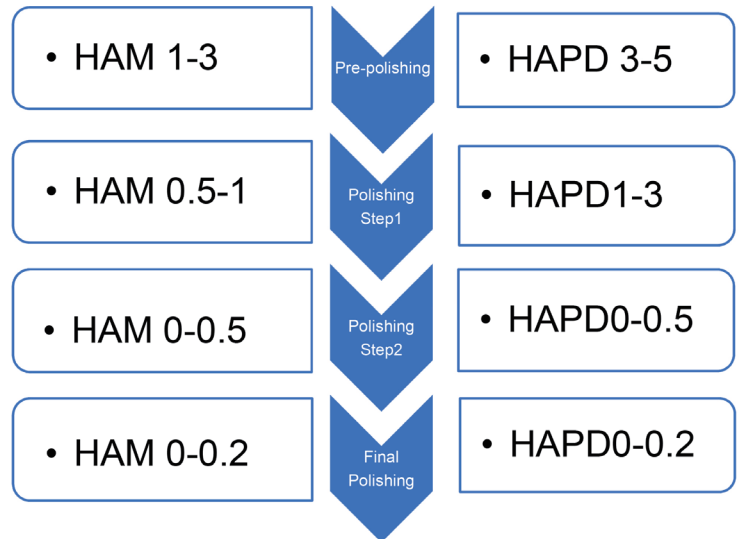 • HAM 1-3
Pre-polishing
• HAPD 3-5
• HAM 0.5-1
Polishing
Step1
• HAPD1-3
• HAM 0-0.5
Polishing
Step2
• HAPD0-0.5
• HAM 0-0.2
Final
Polishing
• HAPD0-0.2